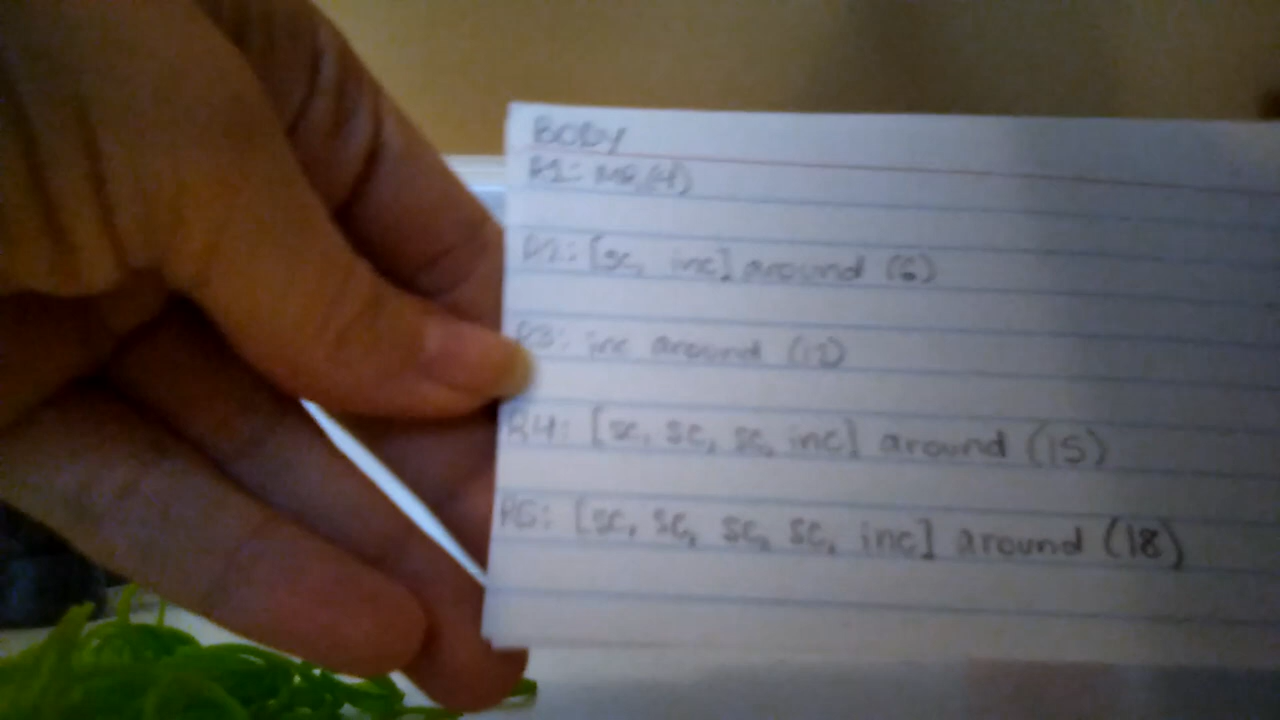 BODY
R1: MR (4)
R2: [sc, inc] around (6)
R3: inc around (12)
R4: [sc, sc, sc, inc] around (15)
R5: [sc, sc, sc, sc, inc] around (18)